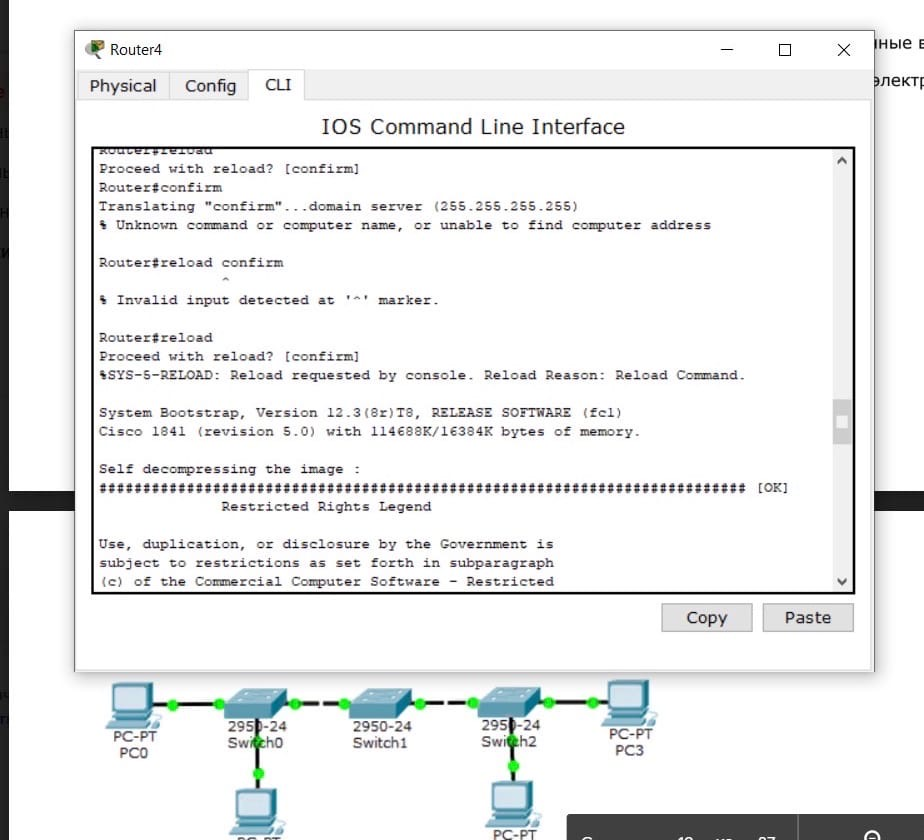 Router4
Physical
Config
CLI
IOS Command Line Interface
Router#reload
Proceed with reload? [confirm]
Router#confirm
Translating "confirm"...domain server (255.255.255.255)
% Unknown command or computer name, or unable to find computer address
Router#reload confirm
^
% Invalid input detected at '^' marker.
Router#reload
Proceed with reload? [confirm]
%SYS-5-RELOAD: Reload requested by console. Reload Reason: Reload Command.
System Bootstrap, Version 12.3(8r)T8, RELEASE SOFTWARE (fc1)
Cisco 1841 (revision 5.0) with 114688K/16384K bytes of memory.
Self decompressing the image :
########################################################################## [OK]
Restricted Rights Legend
Use, duplication, or disclosure by the Government is
subject to restrictions as set forth in subparagraph
(c) of the Commercial Computer Software - Restricted
Copy
Paste
PC-PT
PC0
2950-24
Switch0
2950-24
Switch1
2950-24
Switch2
PC-PT
PC3
PC-PT
PC-PT